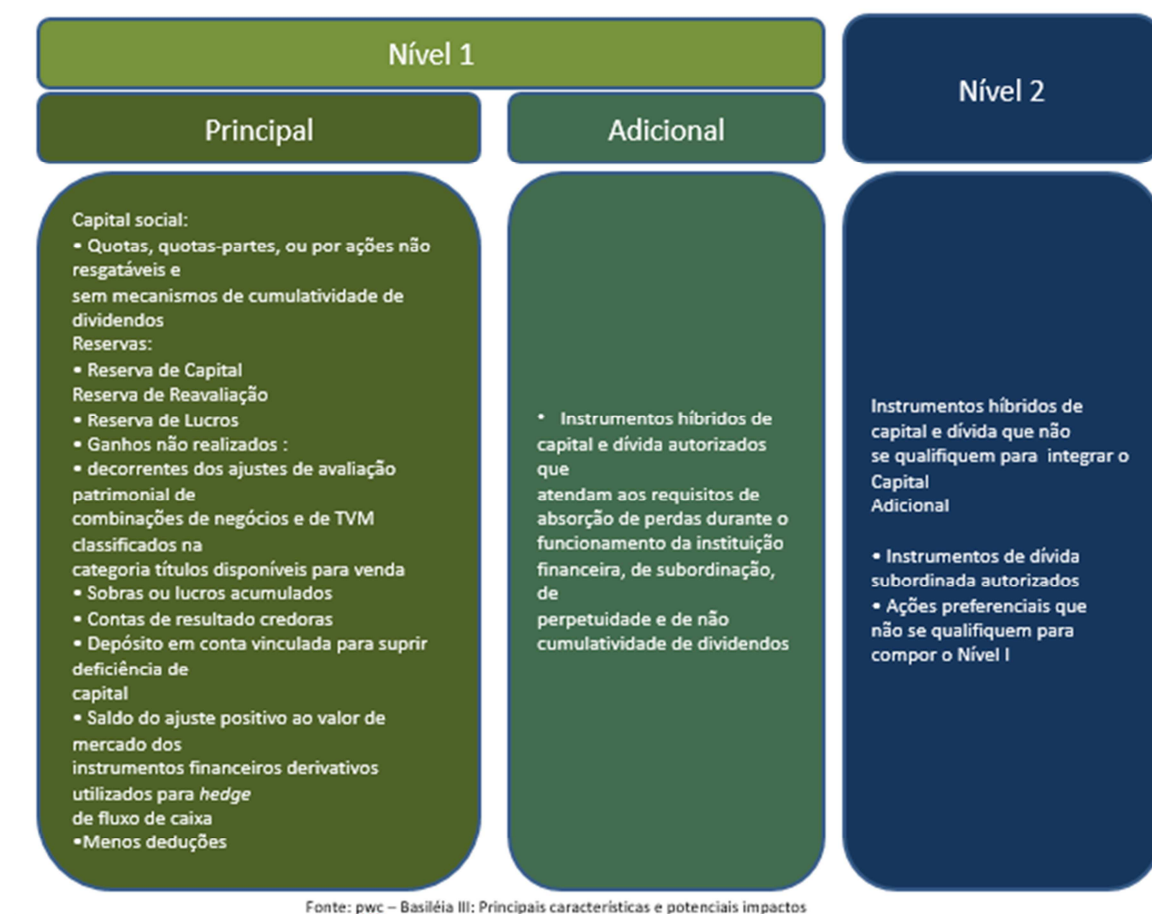 Nível 1
Principal
Adicional
Nível 2
Capital social:
• Quotas, quotas-partes, ou por ações não
resgatáveis e
sem mecanismos de cumulatividade de
dividendos
Reservas:
• Reserva de Capital
Reserva de Reavaliação
• Reserva de Lucros
• Ganhos não realizados :
• decorrentes dos ajustes de avaliação
patrimonial de
combinações de negócios e de TVM
classificados na
categoria títulos disponíveis para venda
• Sobras ou lucros acumulados
• Contas de resultado credoras
• Depósito em conta vinculada para suprir
deficiência de
capital
• Saldo do ajuste positivo ao valor de
mercado dos
instrumentos financeiros derivativos
utilizados para hedge
de fluxo de caixa
•Menos deduções
• Instrumentos híbridos de
capital e dívida autorizados
que
atendam aos requisitos de
absorção de perdas durante o
funcionamento da instituição
financeira, de subordinação,
de
perpetuidade e de não
cumulatividade de dividendos
Instrumentos híbridos de
capital e dívida que não
se qualifiquem para integrar o
Capital
Adicional
• Instrumentos de dívida
subordinada autorizados
• Ações preferenciais que
não se qualifiquem para
compor o Nível I
Fonte: pwc – Basiléia III: Principais características e potenciais impactos